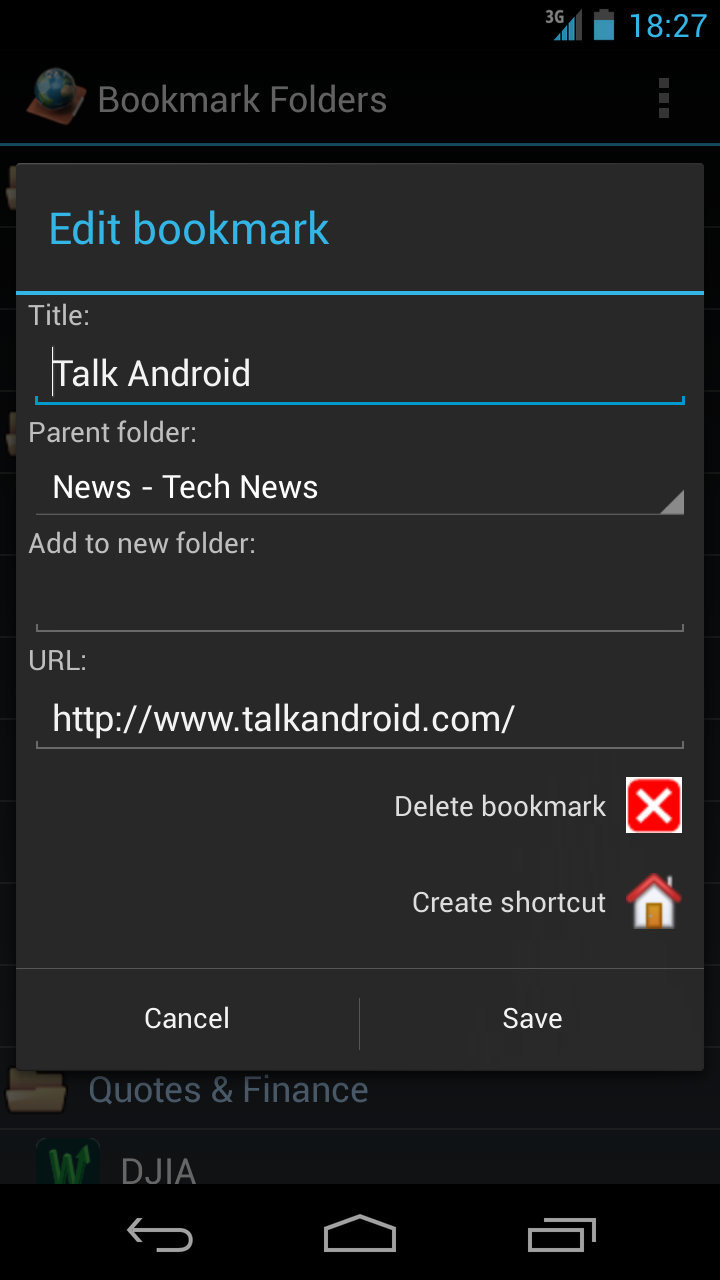 3G 18:27
Bookmark Folders
Edit bookmark
Title:
Talk Android
Parent folder:
News - Tech News
Add to new folder:
URL:
http://www.talkandroid.com/
Delete bookmark
Create shortcut
Cancel Save
Quotes & Finance
DJIA